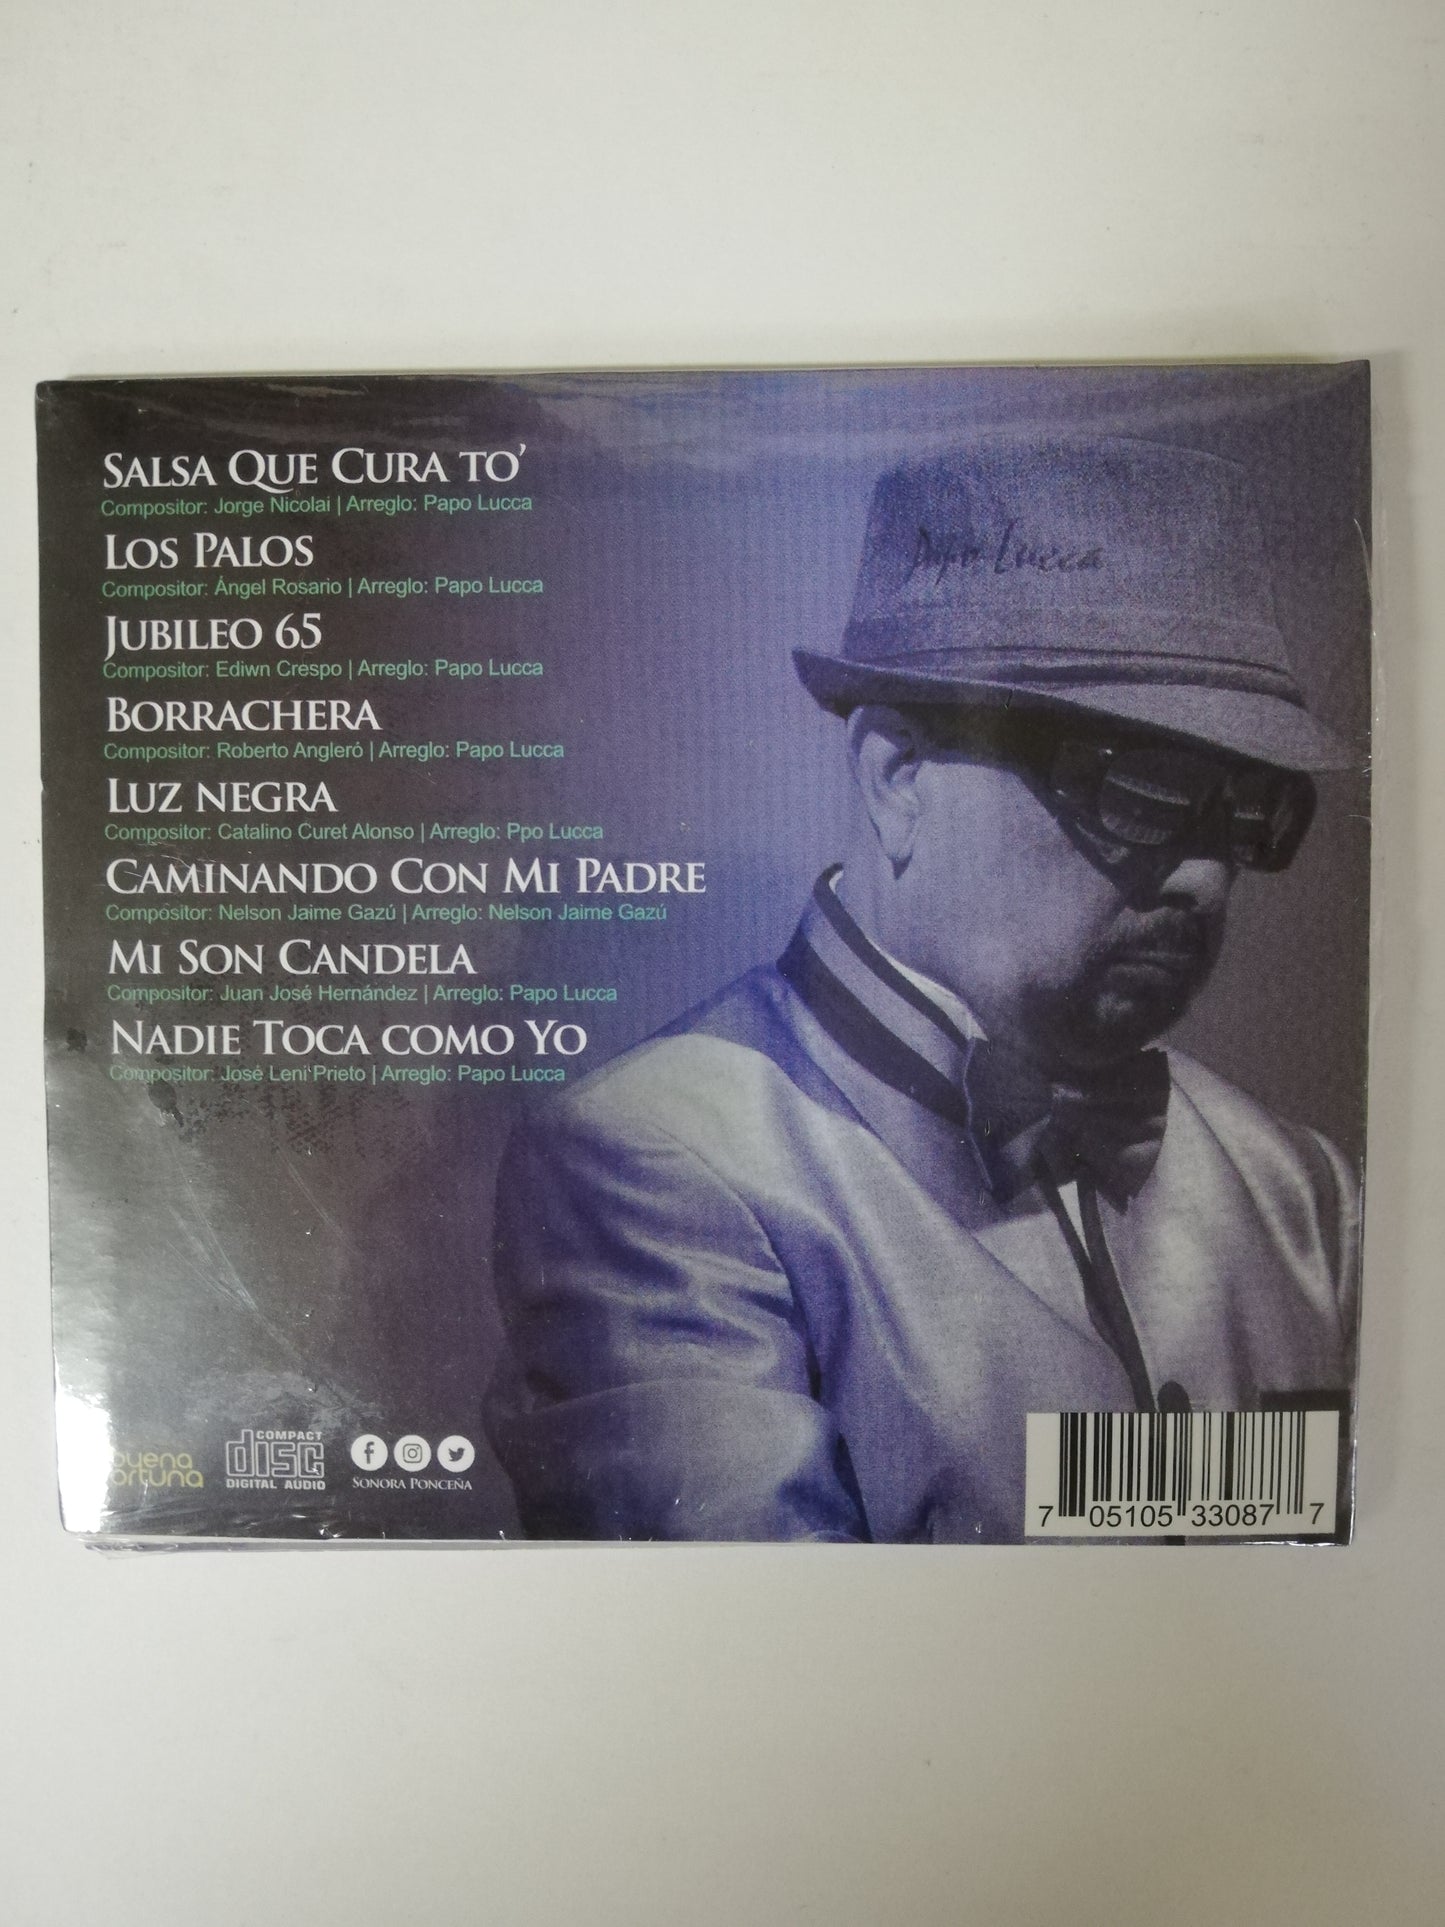 SALSA QUE CURA TO'
Compositor: Jorge Nicolai | Arreglo: Papo Lucca
LOS PALOS
Compositor: Ángel Rosario | Arreglo: Papo Lucca
JUBILEO 65
Compositor: Ediwn Crespo | Arreglo: Papo Lucca
BORRACHERA
Compositor: Roberto Angleró | Arreglo: Papo Lucca
LUZ NEGRA
Compositor: Catalino Curet Alonso | Arreglo: Ppo Lucca
CAMINANDO CON MI PADRE
Compositor: Nelson Jaime Gazú | Arreglo: Nelson Jaime Gazú
MI SON CANDELA
Compositor: Juan José Hernández | Arreglo: Papo Lucca
NADIE TOCA COMO YO
Compositor: José Leni Prieto | Arreglo: Papo Lucca
Papo Lucca
buena
fortuna
COMPACT
disc
DIGITAL AUDIO
SONORA PONCEÑA
7 05105 33087 7